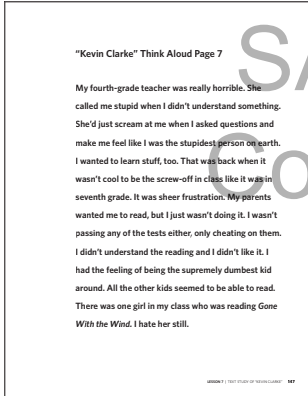 "Kevin Clarke" Think Aloud Page 7
My fourth-grade teacher was really horrible. She
called me stupid when I didn't understand something.
She'd just scream at me when I asked questions and
make me feel like I was the stupidest person on earth.
I wanted to learn stuff, too. That was back when it
wasn't cool to be the screw-off in class like it was in
seventh grade. It was sheer frustration. My parents
wanted me to read, but I just wasn't doing it. I wasn't
passing any of the tests either, only cheating on them.
I didn't understand the reading and I didn't like it. I
had the feeling of being the supremely dumbest kid
around. All the other kids seemed to be able to read.
There was one girl in my class who was reading Gone
With the Wind. I hate her still.
SA
Co
LESSON 7 | TEXT STUDY OF "KEVIN CLARKE" 147